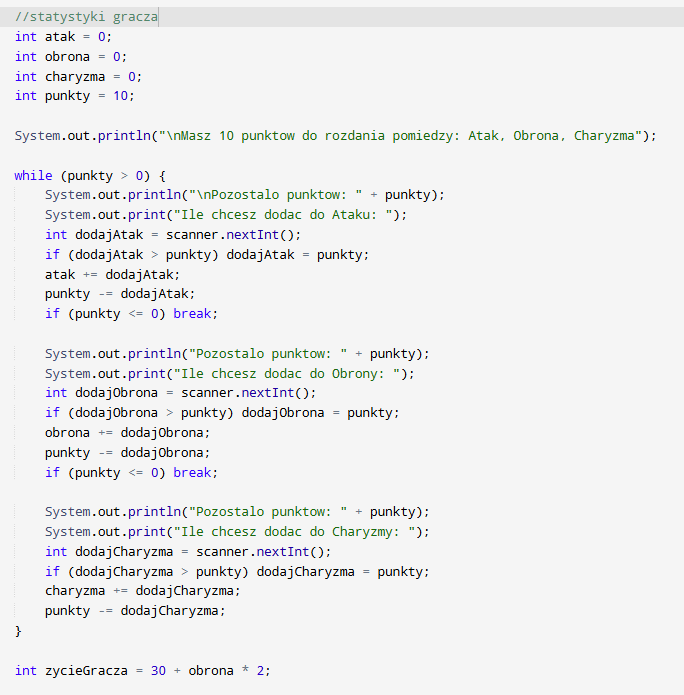 //statystyki gracza
int atak = 0;
int obrona = 0;
int charyzma = 0;
int punkty = 10;
System.out.println("\nMasz 10 punktow do rozdania pomiedzy: Atak, Obrona, Charyzma");
while (punkty > 0) {
System.out.println("\nPozostalo punktow: " + punkty);
System.out.print("Ile chcesz dodac do Ataku: ");
int dodajAtak = scanner.nextInt();
if (dodajAtak > punkty) dodajAtak = punkty;
atak += dodajAtak;
punkty -= dodajAtak;
if (punkty <= 0) break;
System.out.println("Pozostalo punktow: " + punkty);
System.out.print("Ile chcesz dodac do Obrony: ");
int dodajObrona = scanner.nextInt();
if (dodajObrona > punkty) dodajObrona = punkty;
obrona += dodajObrona;
punkty -= dodajObrona;
if (punkty <= 0) break;
System.out.println("Pozostalo punktow: " + punkty);
System.out.print("Ile chcesz dodac do Charyzmy: ");
int dodajCharyzma = scanner.nextInt();
if (dodajCharyzma > punkty) dodajCharyzma = punkty;
charyzma += dodajCharyzma;
punkty -= dodajCharyzma;
}
int zycieGracza = 30 + obrona * 2;